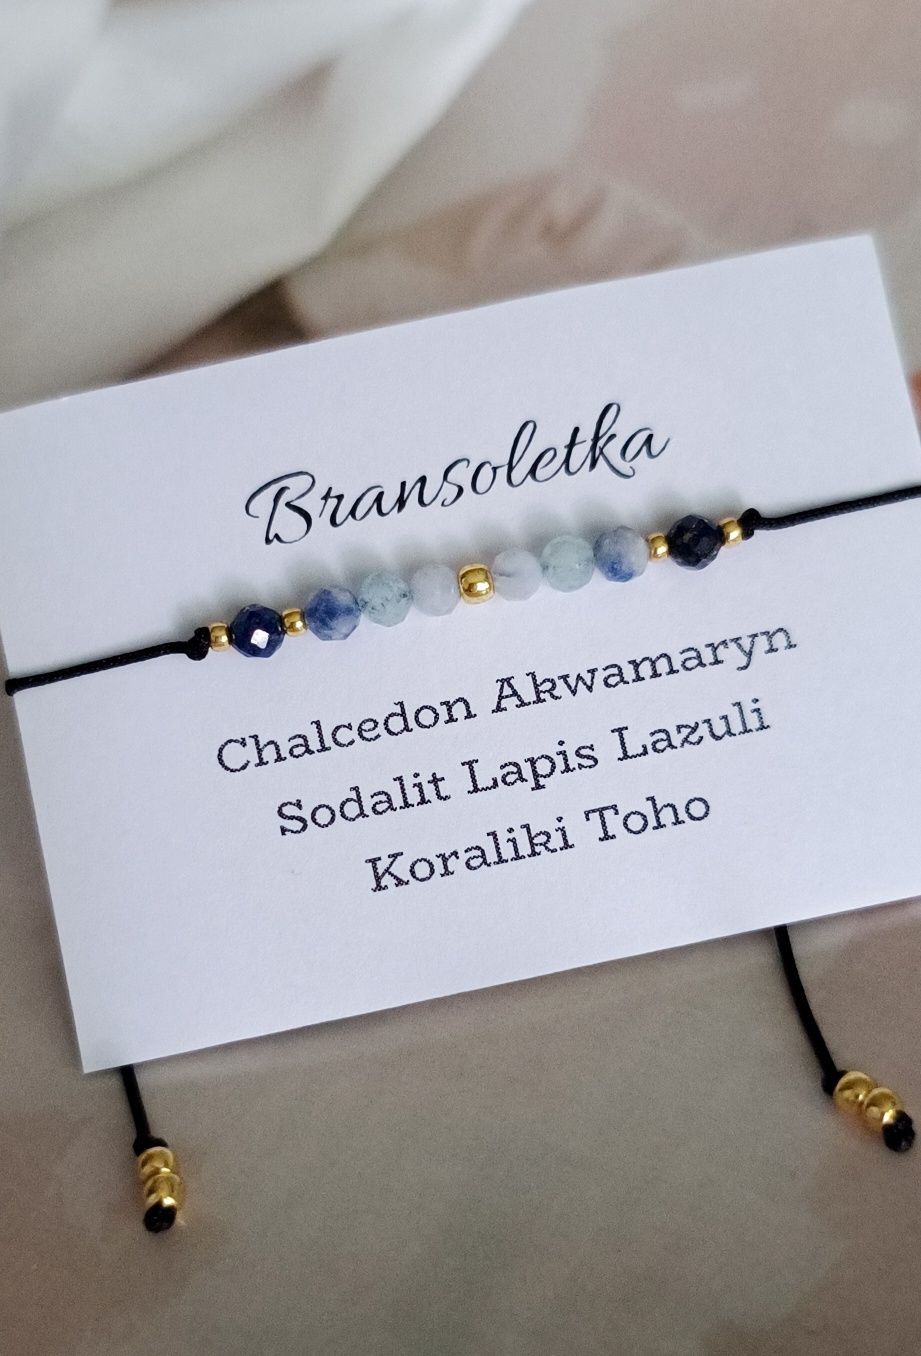 Bransoletka
Chalcedon Akwamaryn
Sodalit Lapis Lazuli
Koraliki Toho